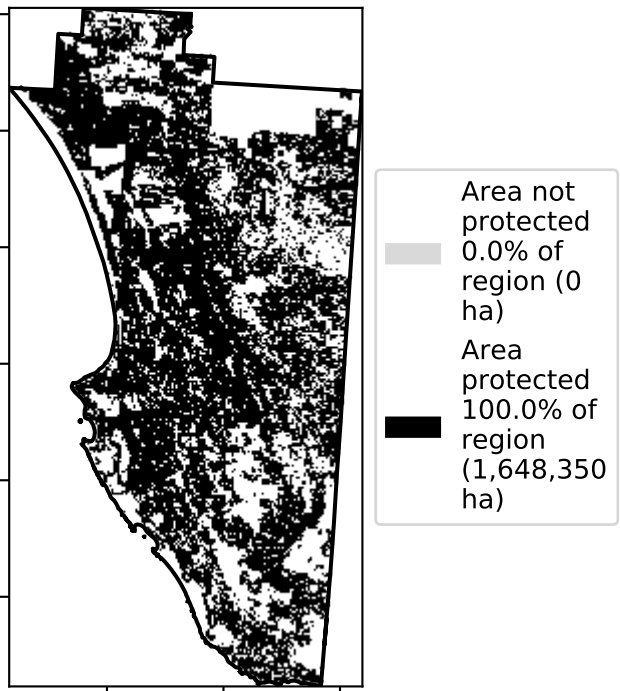 Area not
protected
0.0% of
region (0
ha)
Area
protected
100.0% of
region
(1,648,350
ha)